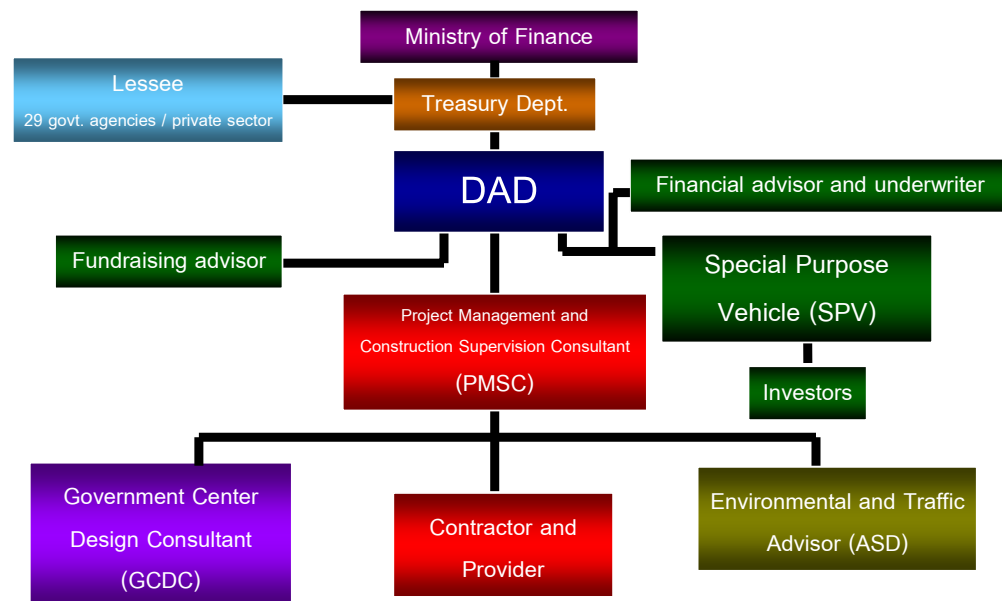 Ministry of Finance
Lessee
29 govt. agencies / private sector
Treasury Dept.
DAD
Financial advisor and underwriter
Fundraising advisor
Special Purpose
Vehicle (SPV)
Project Management and
Construction Supervision Consultant
(PMSC)
Investors
Government Center
Design Consultant
(GCDC)
Contractor and
Provider
Environmental and Traffic
Advisor (ASD)